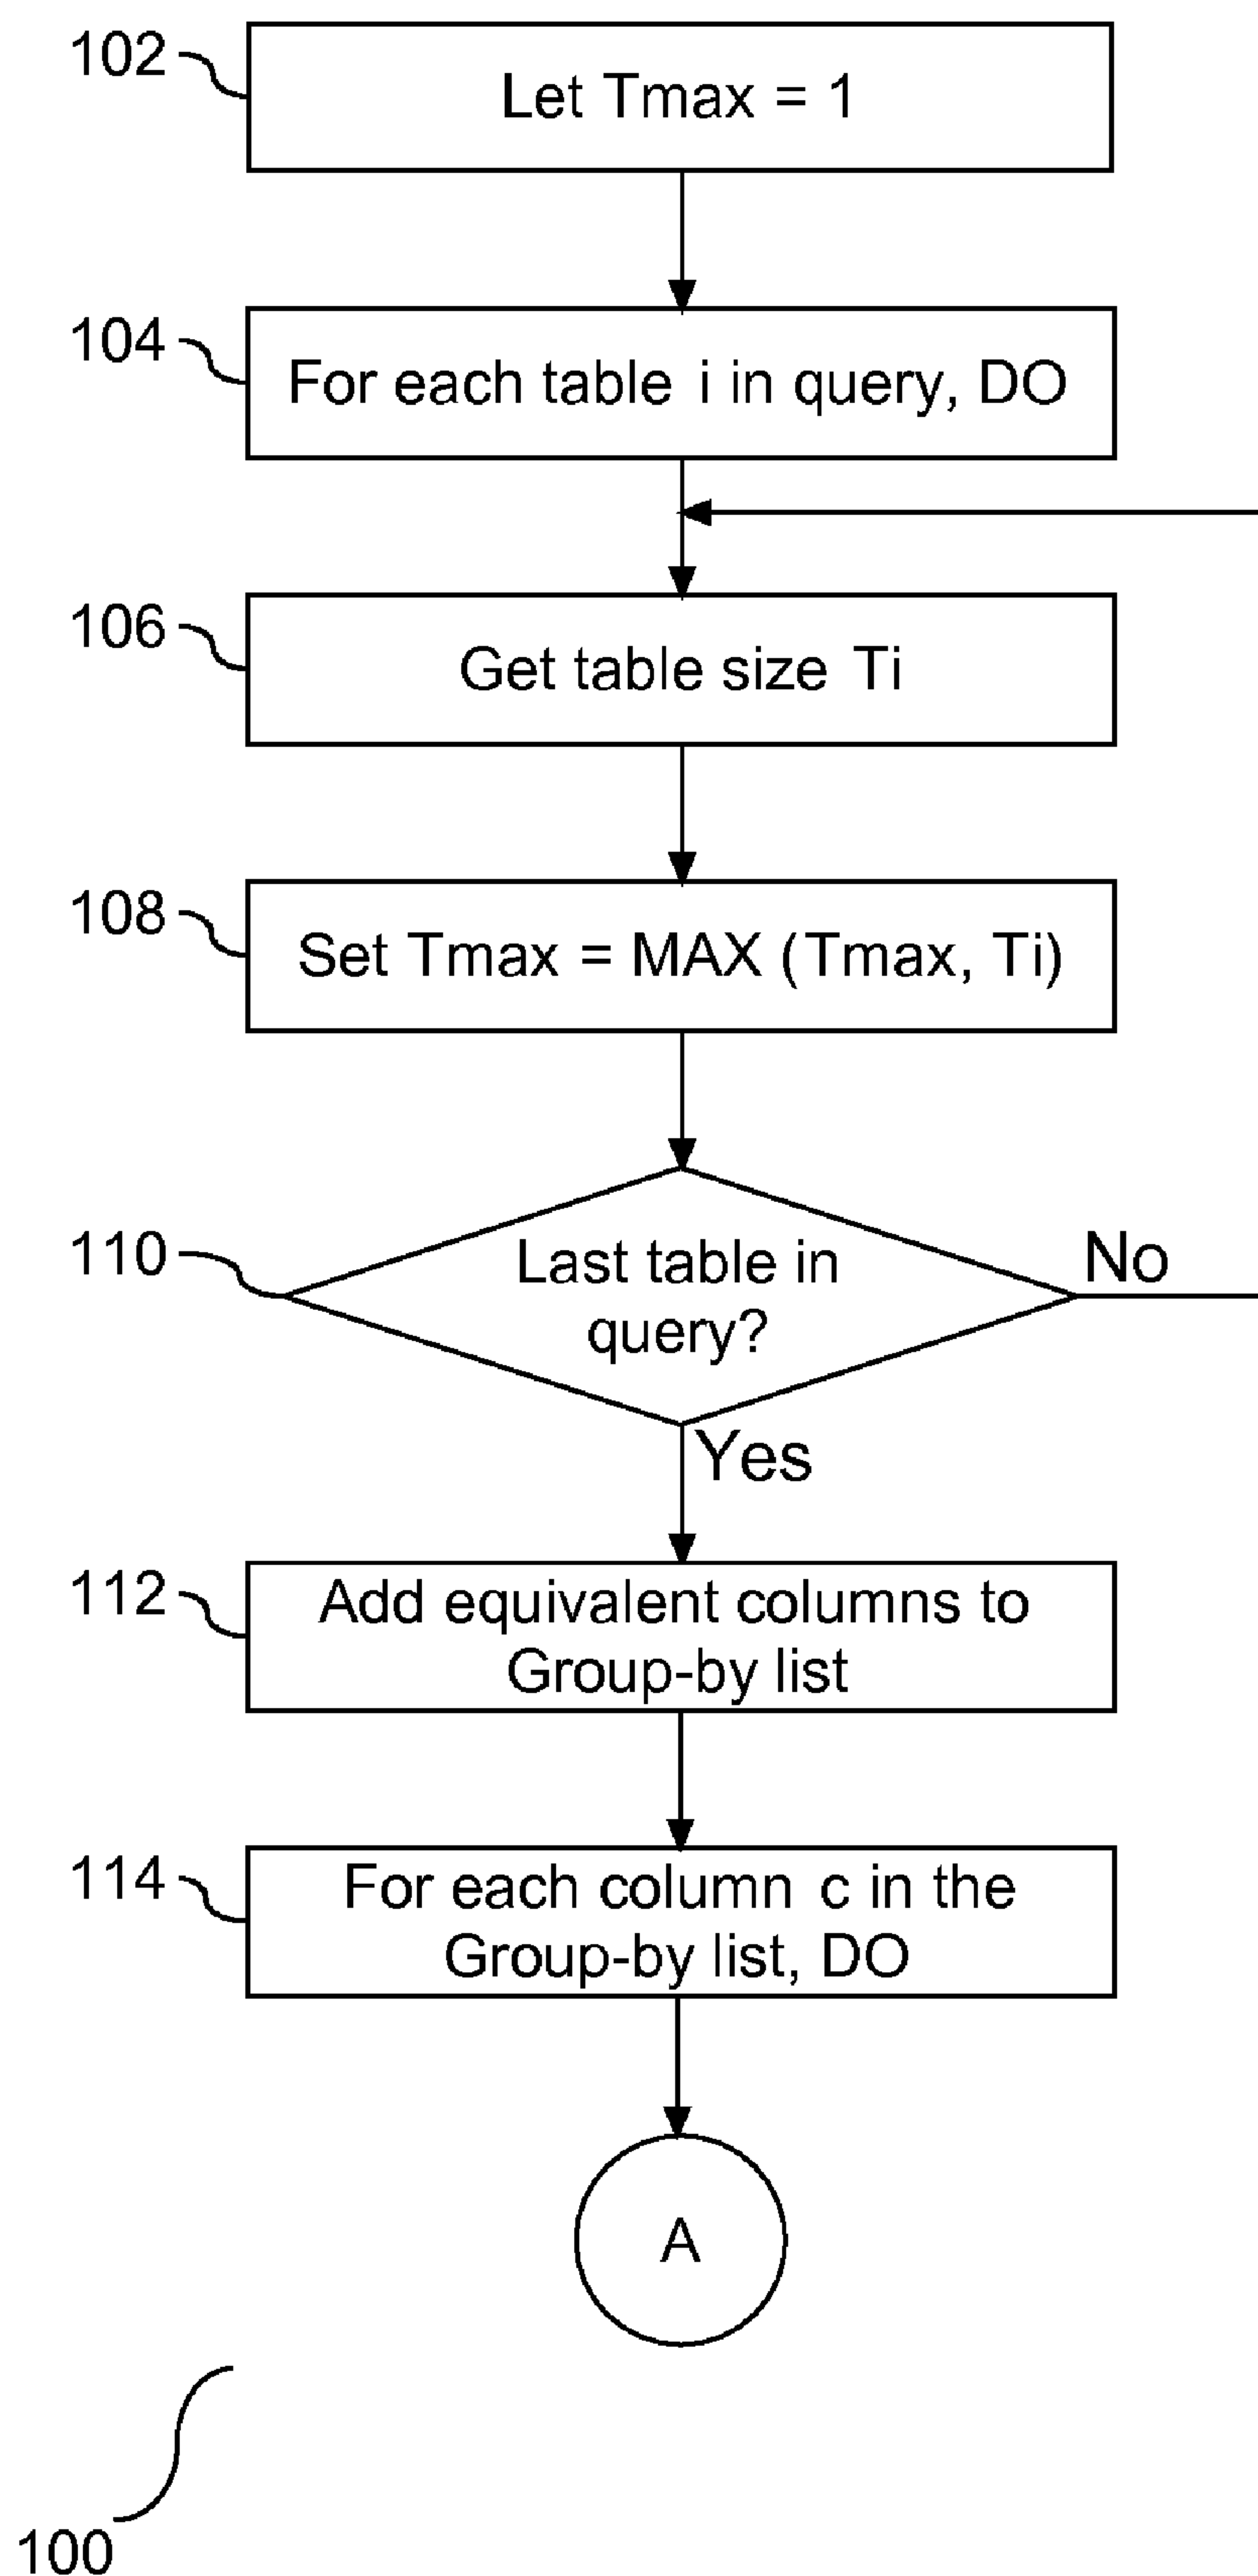 102
Let Tmax = 1
104
For each table i in query, DO
106
Get table size Ti
108
Set Tmax = MAX (Tmax, Ti)
110
Last table in
query?
No
Yes
112
Add equivalent columns to
Group-by list
114
For each column c in the
Group-by list, DO
A
100